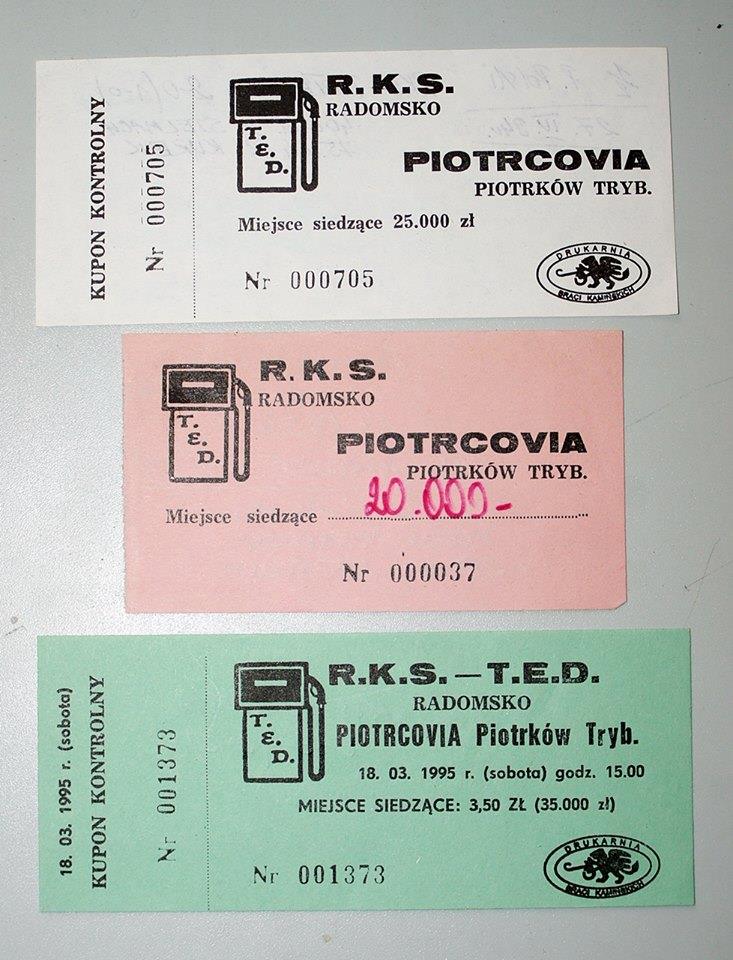 KUPON KONTROLNY
Nr 000705
T.
E.
D.
R. K. S.
RADOMSKO
PIOTRCOVIA
PIOTRKÓW TRYB.
Miejsce siedzące 25.000 zł
Nr 000705
DRUKARNIA
BRACI KAMIŃSKICH
T.
E.
D.
R. K. S.
RADOMSKO
PIOTRCOVIA
PIOTRKÓW TRYB.
Miejsce siedzące 20.000-
Nr 000037
18. 03. 1995 r. (sobota)
KUPON KONTROLNY
Nr 001373
T.
E.
D.
R.K.S. — T.E.D.
RADOMSKO
PIOTRCOVIA Piotrków Tryb.
18. 03. 1995 r. (sobota) godz. 15.00
MIEJSCE SIEDZĄCE: 3,50 ZŁ (35.000 zł)
Nr 001373
DRUKARNIA
BRACI KAMIŃSKICH